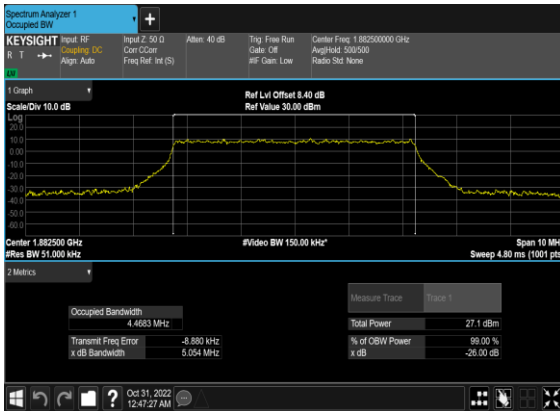 Spectrum Analyzer 1
Occupied BW
+
KEYSIGHT
R T
LXI
Input: RF
Coupling: DC
Align: Auto
Input Z: 50 Ω
Corr CCorr
Freq Ref: Int (S)
Atten: 40 dB
Trig: Free Run
Gate: Off
#IF Gain: Low
Center Freq: 1.882500000 GHz
Avg|Hold: 500/500
Radio Std: None
1 Graph
Scale/Div 10.0 dB
Ref Lvl Offset 8.40 dB
Ref Value 30.00 dBm
Log
20.0
10.0
0.00
-10.0
-20.0
-30.0
-40.0
-50.0
-60.0
Center 1.882500 GHz
#Res BW 51.000 kHz
#Video BW 150.00 kHz*
Span 10 MH
Sweep 4.80 ms (1001 pts
2 Metrics
Measure Trace
Trace 1
Occupied Bandwidth
4.4683 MHz
Total Power
27.1 dBm
Transmit Freq Error
-8.880 kHz
% of OBW Power
99.00 %
x dB Bandwidth
5.054 MHz
x dB
-26.00 dB
?
Oct 31, 2022
12:47:27 AM